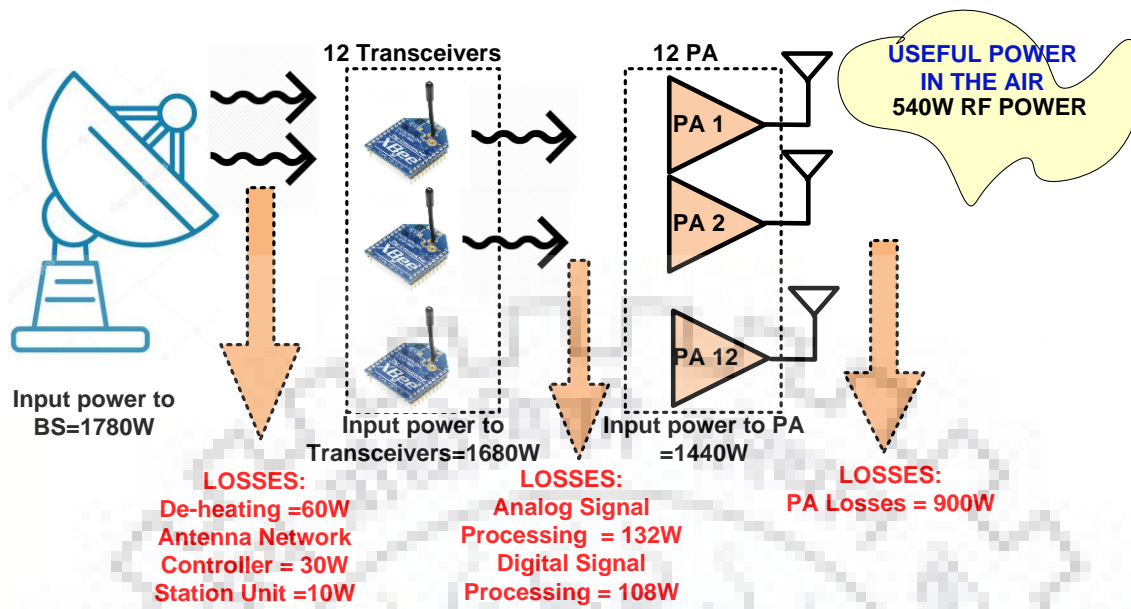 12 Transceivers
12 PA
USEFUL POWER
IN THE AIR
540W RF POWER
PA 1
PA 2
PA 12
XBee
XBee
XBee
Input power to
BS=1780W
Input power to
Transceivers=1680W
Input power to PA
=1440W
LOSSES:
De-heating =60W
Antenna Network
Controller = 30W
Station Unit =10W
LOSSES:
Analog Signal
Processing = 132W
Digital Signal
Processing = 108W
LOSSES:
PA Losses = 900W